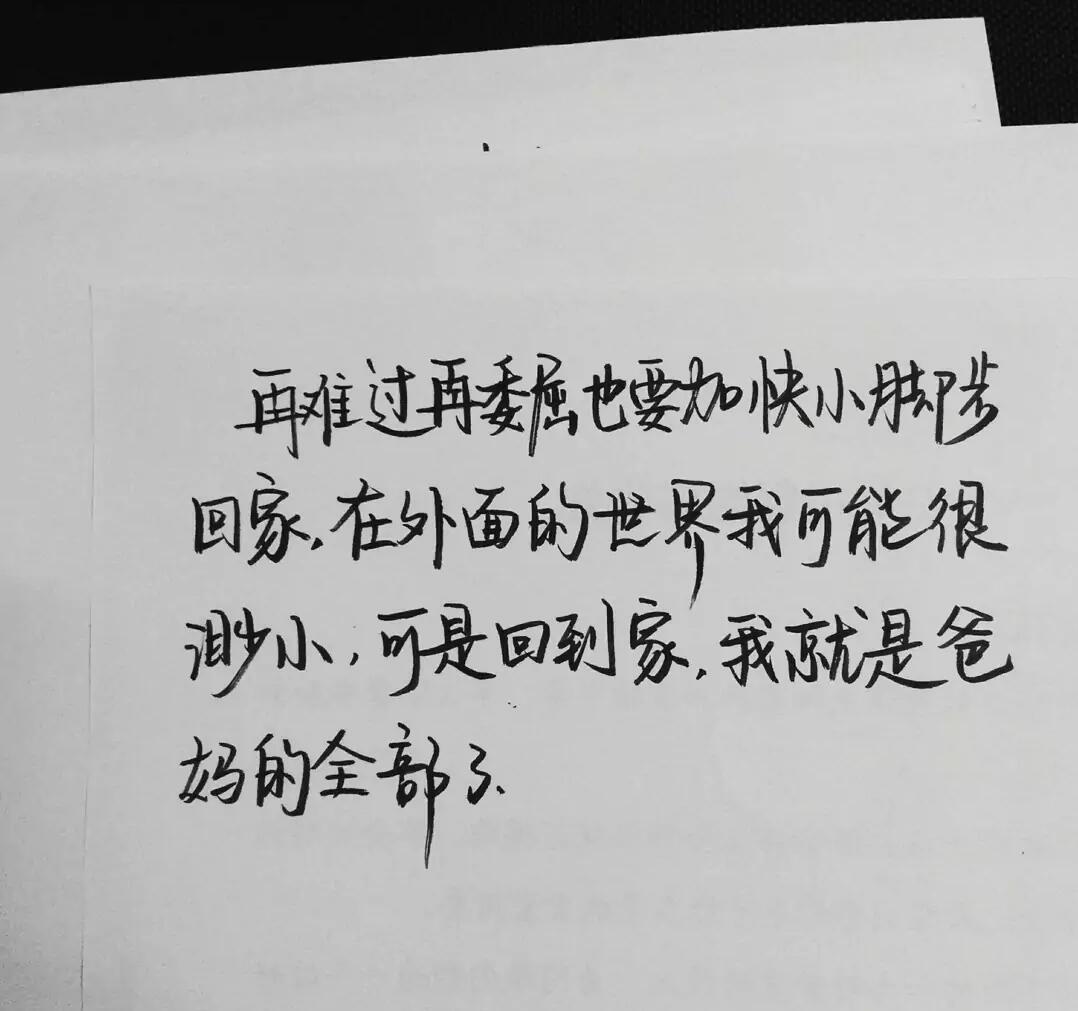 再难过再委屈也要加快小脚步
回家.在外面的世界我可能很
渺小,可是回到家.我就是爸
妈的全部了.